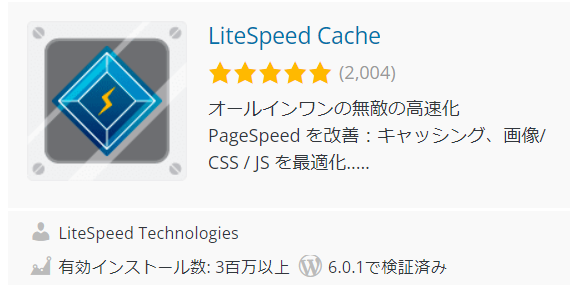 LiteSpeed Cache
(2,004)
オールインワンの無敵の高速化
PageSpeed を改善：キャッシング、画像/
CSS / JS を最適化.....
LiteSpeed Technologies
有効インストール数: 3百万以上 6.0.1で検証済み